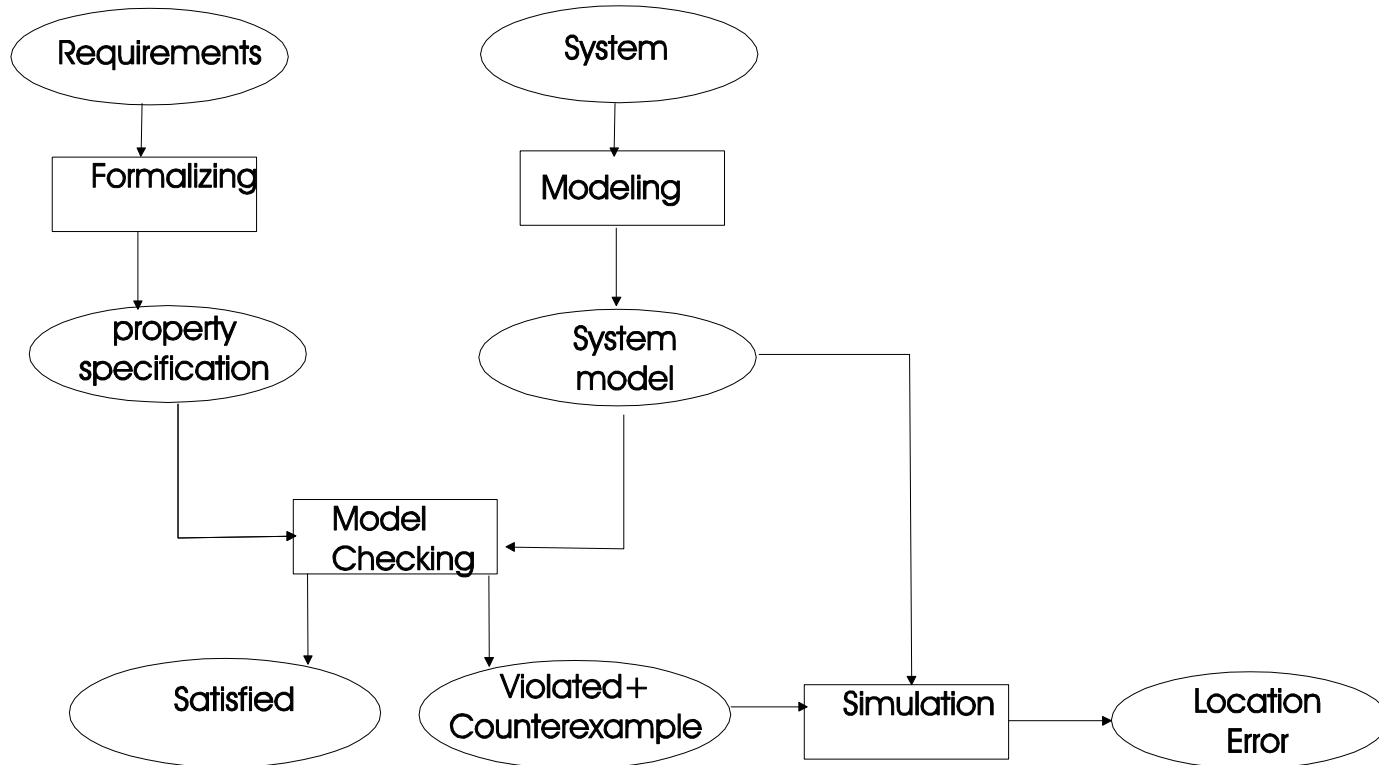 Requirements
System
Formalizing
Modeling
property
specification
System
model
Model
Checking
Satisfied
Violated+
Counterexample
Simulation
Location
Error